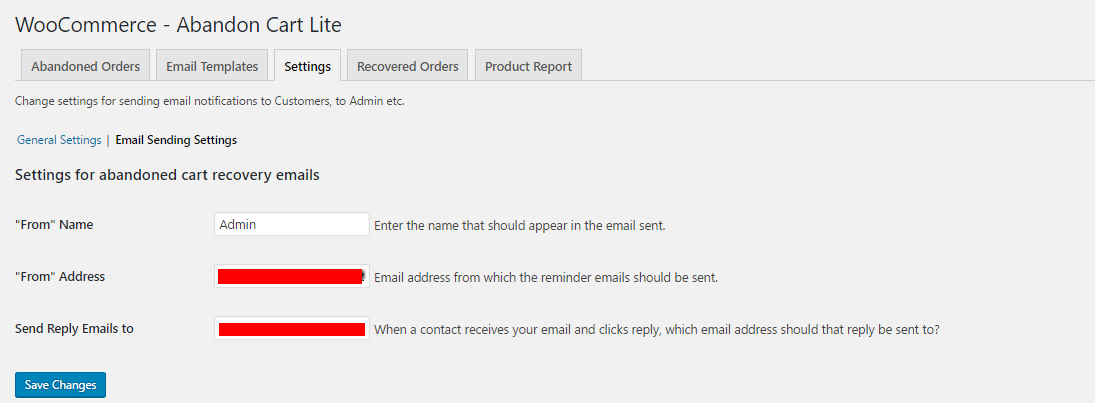 WooCommerce - Abandon Cart Lite
Abandoned Orders Email Templates Settings Recovered Orders Product Report
Change settings for sending email notifications to Customers, to Admin etc.
General Settings | Email Sending Settings
Settings for abandoned cart recovery emails
"From" Name Admin Enter the name that should appear in the email sent.
"From" Address Email address from which the reminder emails should be sent.
Send Reply Emails to When a contact receives your email and clicks reply, which email address should that reply be sent to?
Save Changes